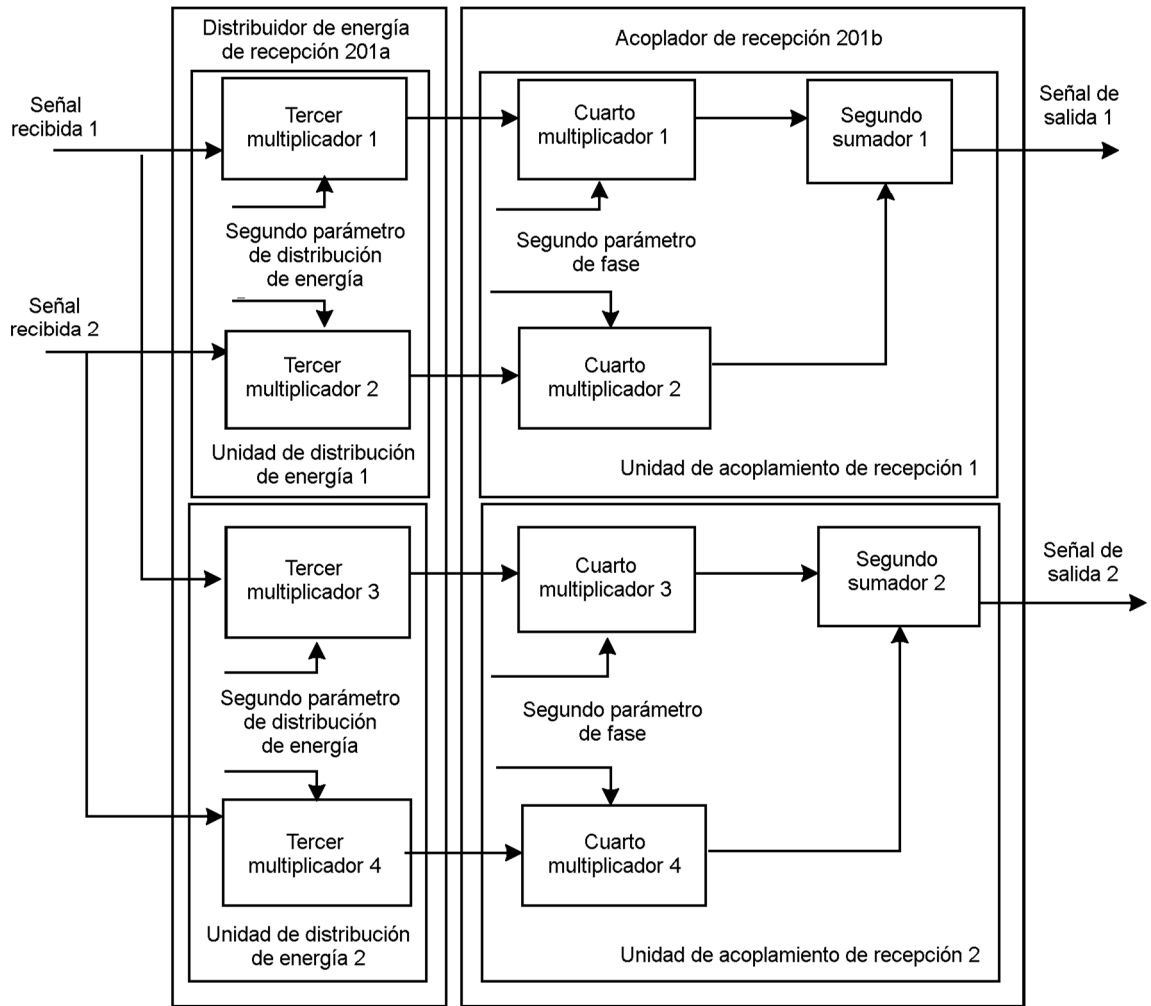 Distribuidor de energía
de recepción 201a
Acoplador de recepción 201b
Señal
recibida 1
Tercer
multiplicador 1
Cuarto
multiplicador 1
Segundo
sumador 1
Señal de
salida 1
Segundo parámetro
de distribución
de energía
Segundo parámetro
de fase
Señal
recibida 2
Tercer
multiplicador 2
Cuarto
multiplicador 2
Unidad de distribución
de energía 1
Unidad de acoplamiento de recepción 1
Tercer
multiplicador 3
Cuarto
multiplicador 3
Segundo
sumador 2
Señal de
salida 2
Segundo parámetro
de distribución
de energía
Segundo parámetro
de fase
Tercer
multiplicador 4
Cuarto
multiplicador 4
Unidad de distribución
de energía 2
Unidad de acoplamiento de recepción 2